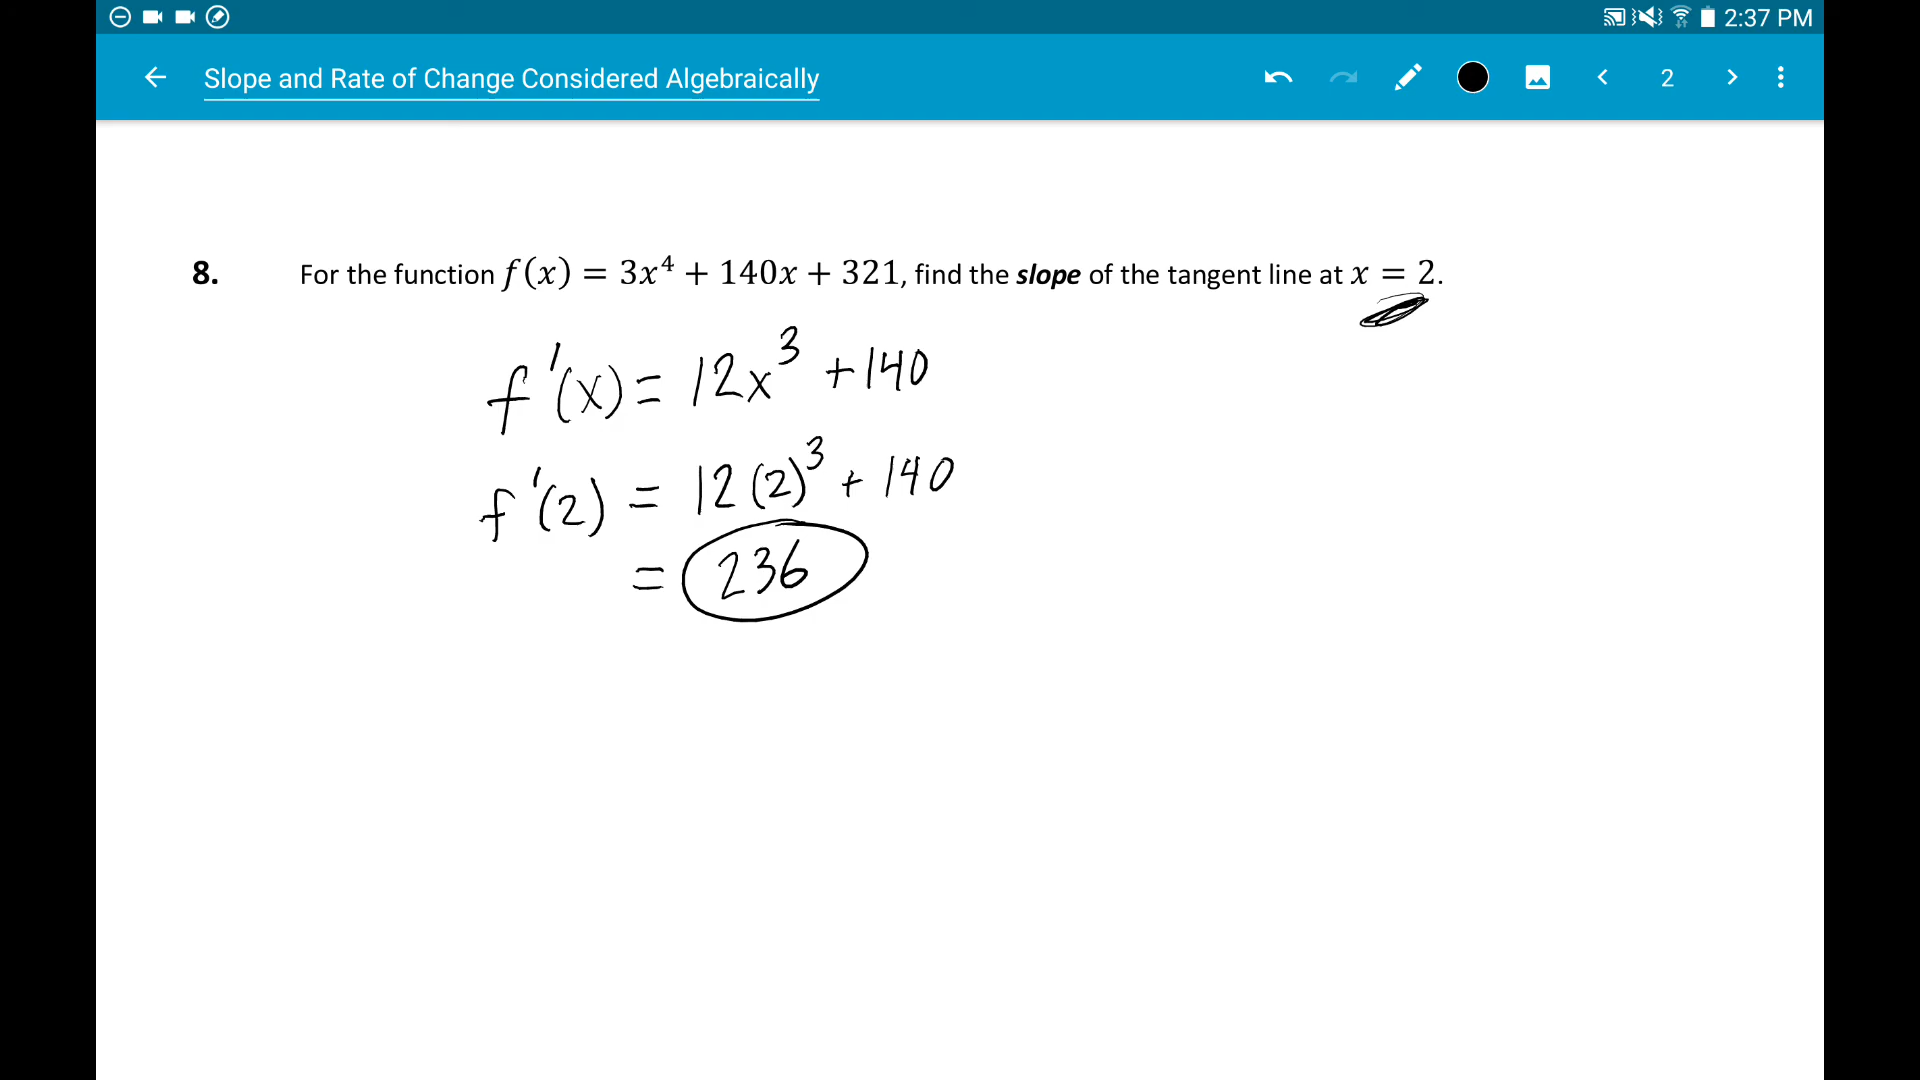 2:37 PM
Slope and Rate of Change Considered Algebraically 2
8. For the function f(x) = 3x⁴ + 140x + 321, find the slope of the tangent line at x = 2.
f'(x) = 12x³ + 140
f'(2) = 12(2)³ + 140
= 236